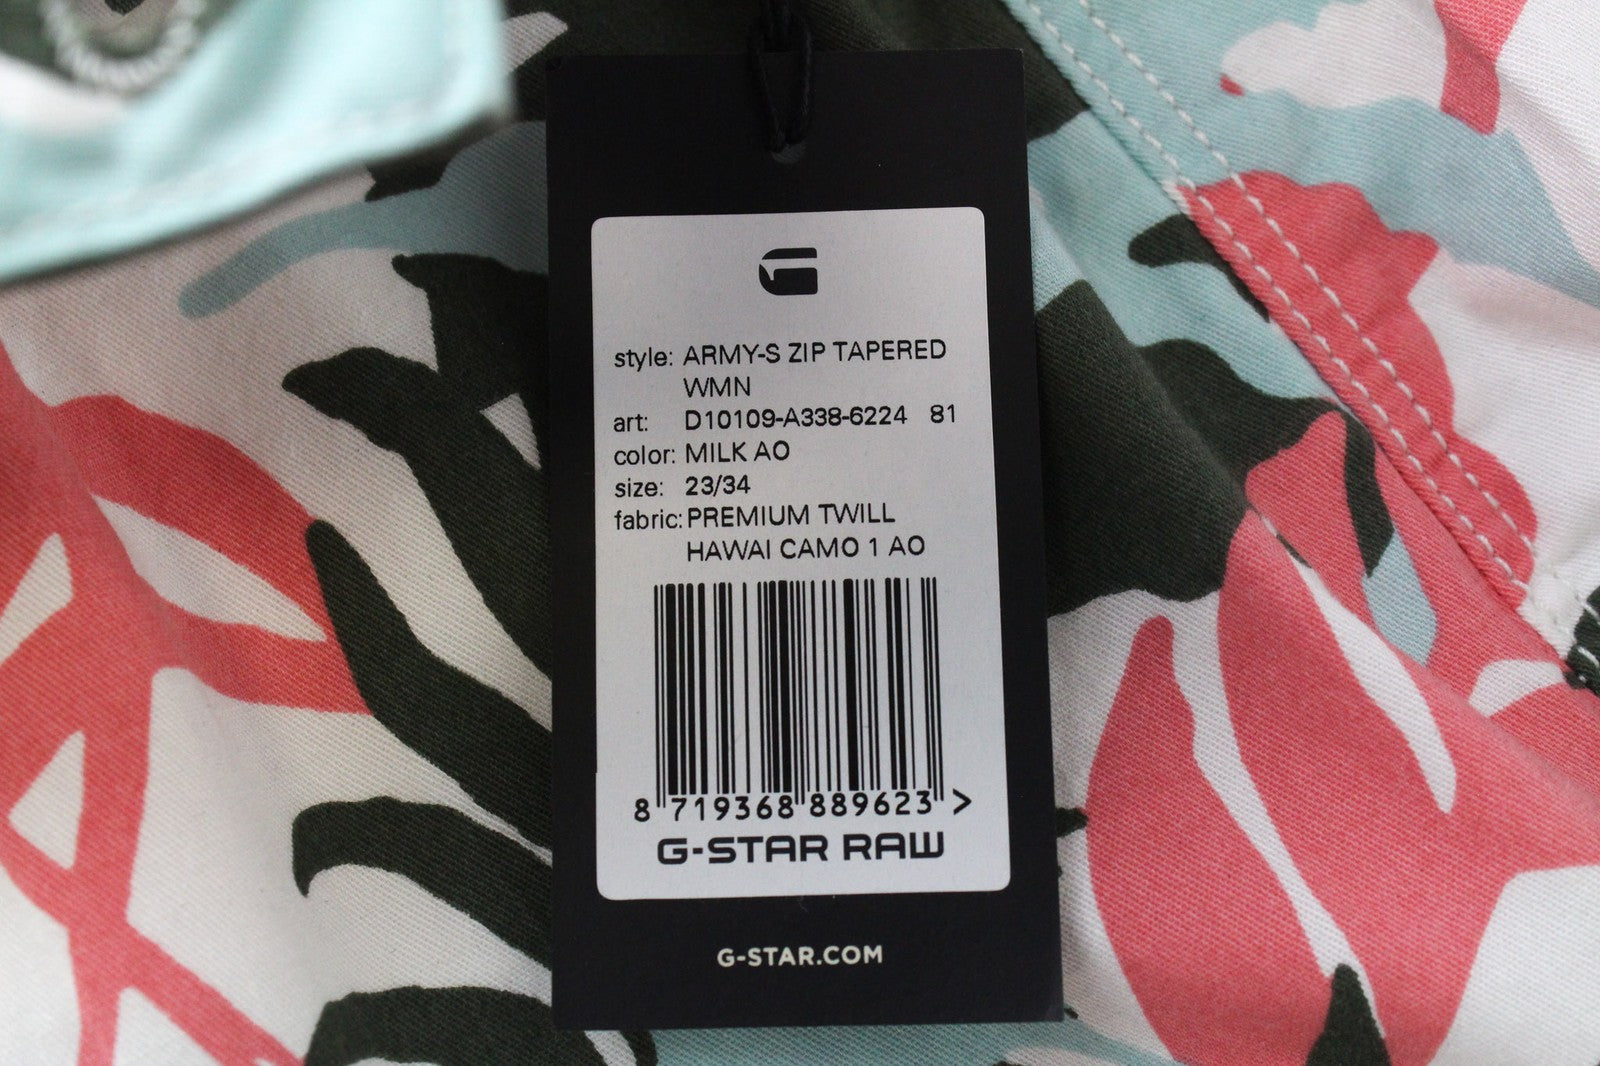 style: ARMY-S ZIP TAPERED
WMN
art: D10109-A338-6224 81
color: MILK AO
size: 23/34
fabric: PREMIUM TWILL
HAWAI CAMO 1 AO
8 719368 889623 >
G-STAR RAW
G-STAR.COM